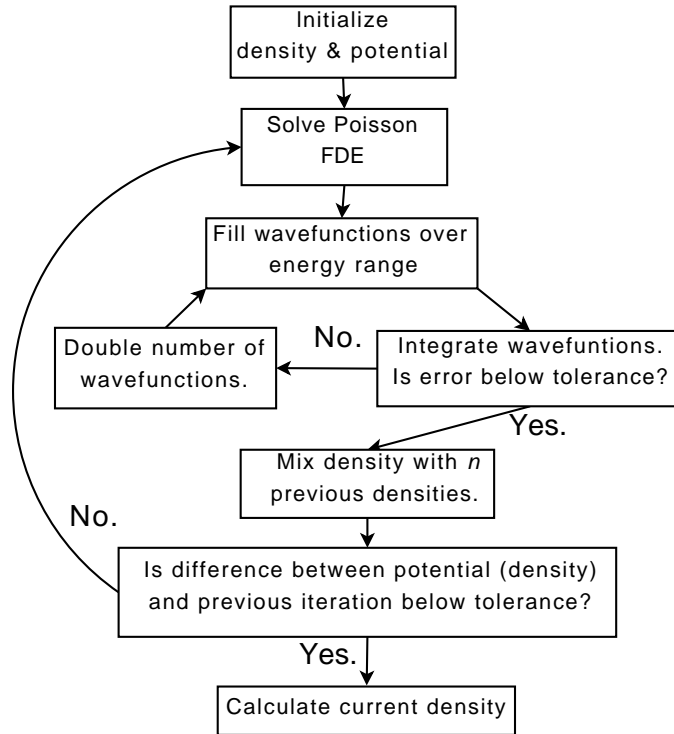 Initialize
density & potential
Solve Poisson
FDE
Fill wavefunctions over
energy range
No.
Double number of
wavefunctions.
Integrate wavefuntions.
Is error below tolerance?
Yes.
Mix density with n
previous densities.
No.
Is difference between potential (density)
and previous iteration below tolerance?
Yes.
Calculate current density